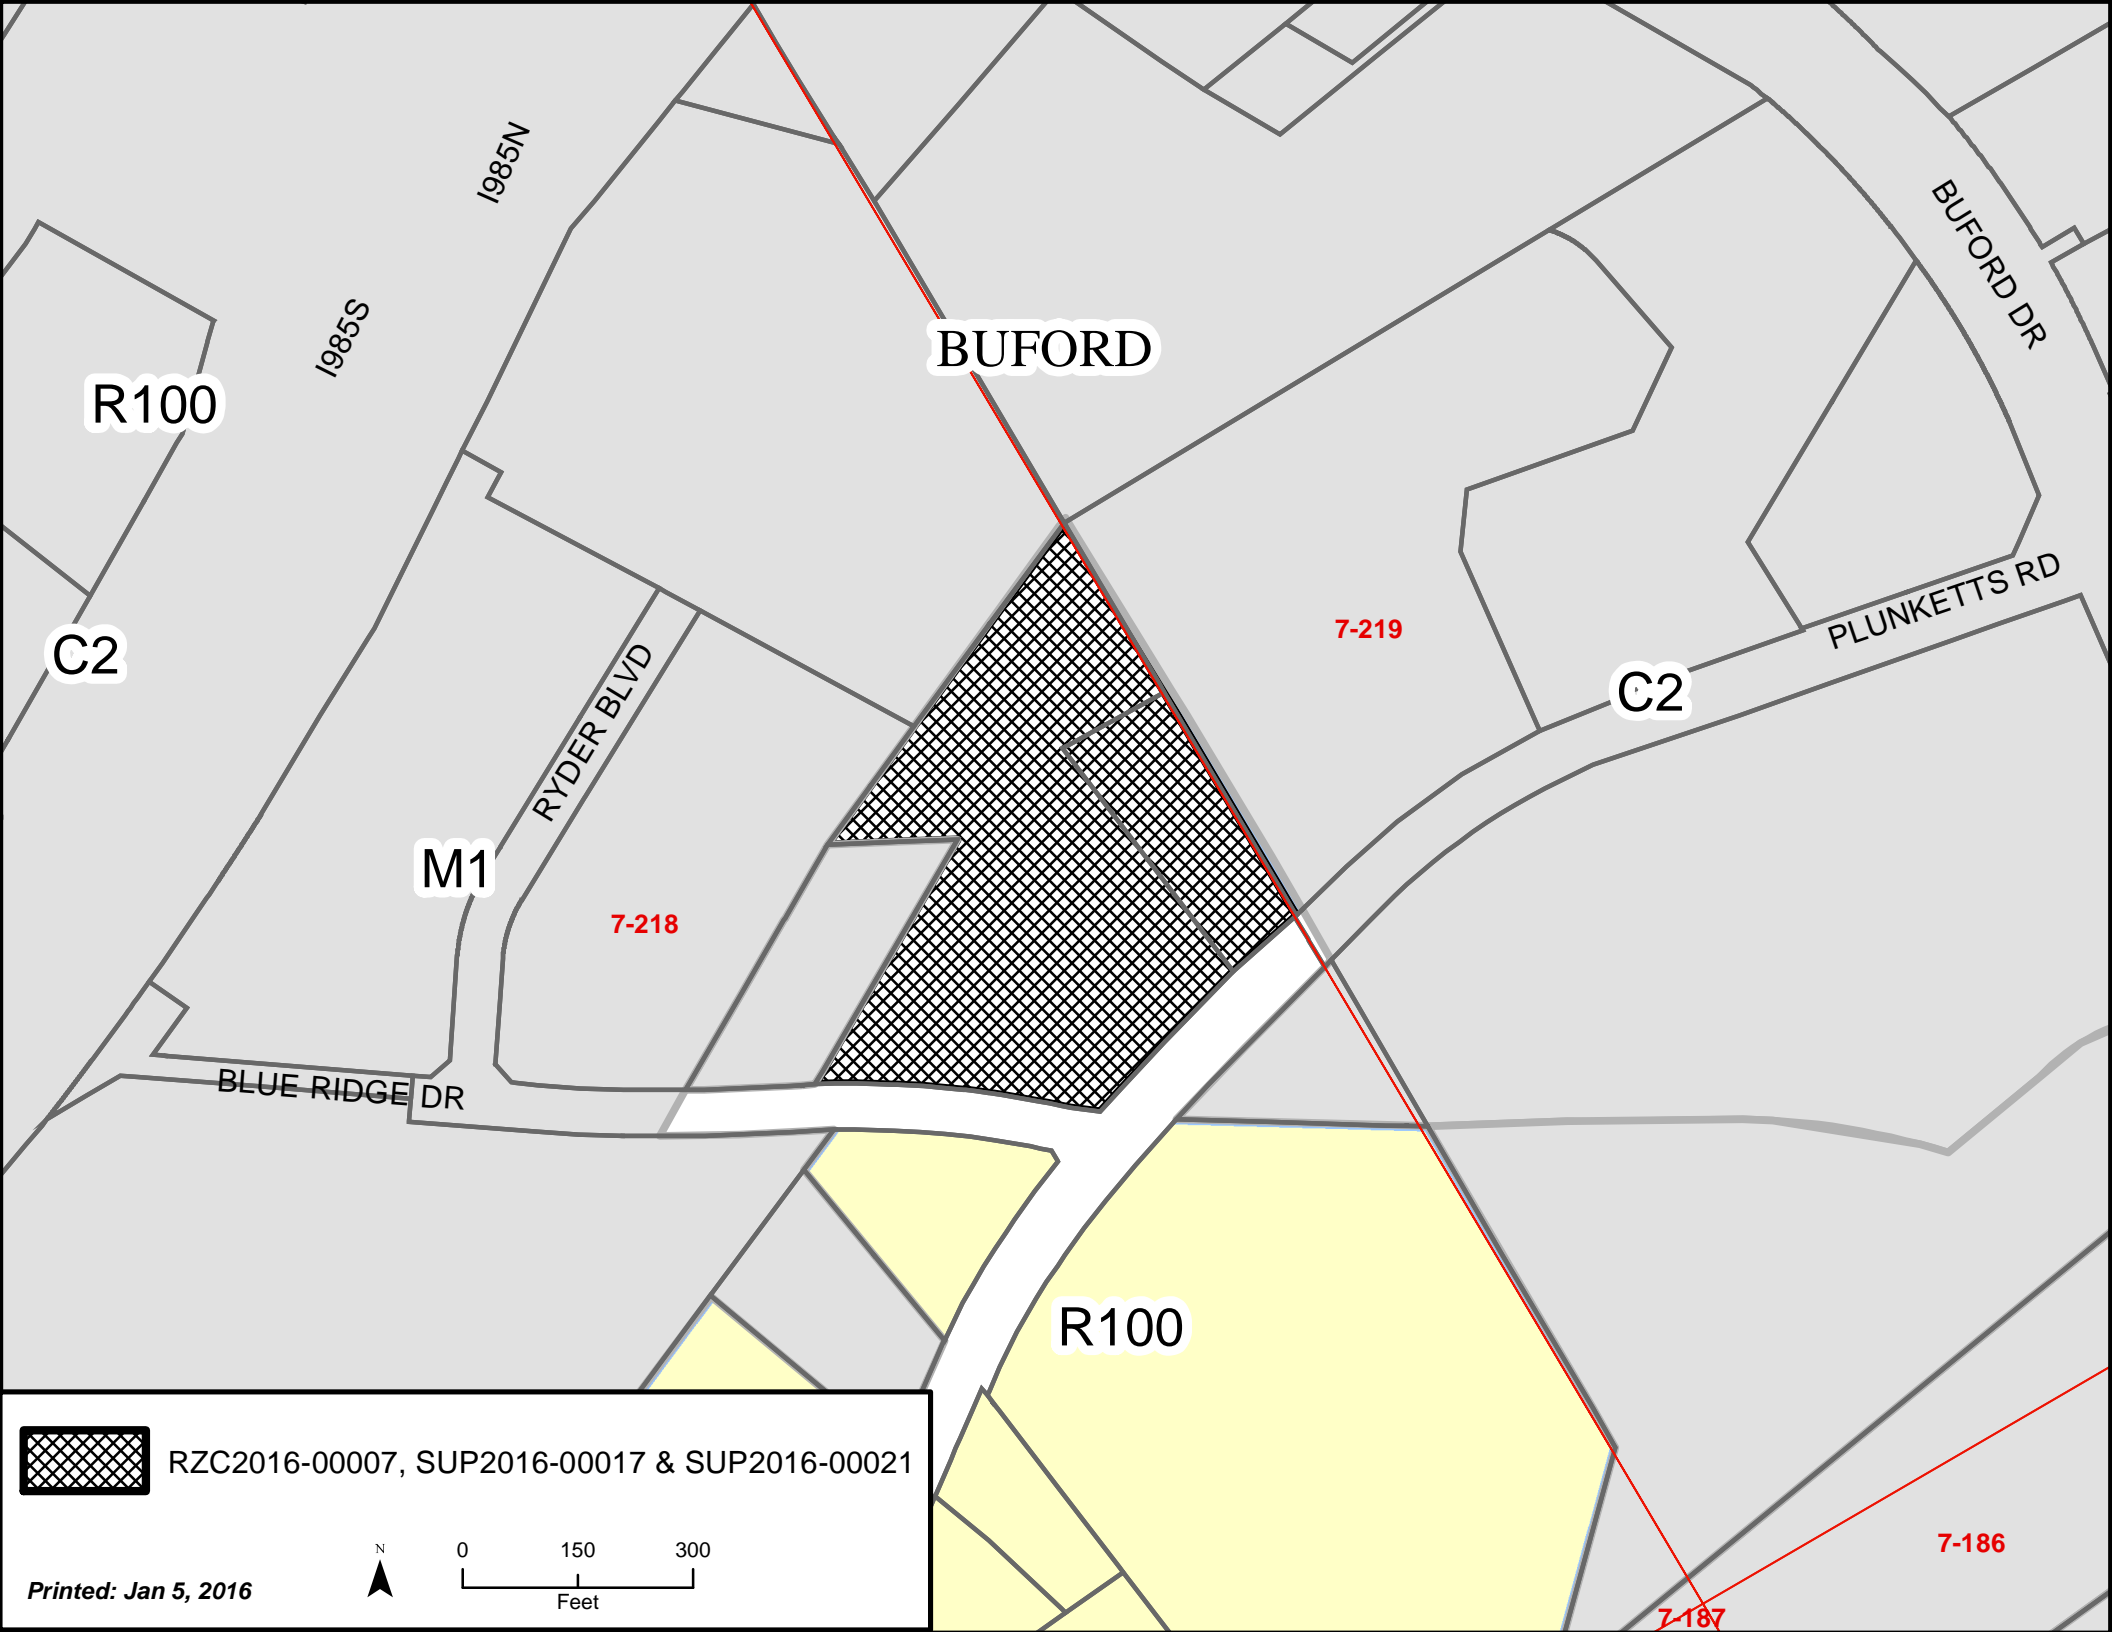 I985N
BUFORD DR
I985S
BUFORD
R100
PLUNKETTS RD
7-219
C2
C2
RYDER BLVD
M1
7-218
BLUE RIDGE DR
R100
RZC2016-00007, SUP2016-00017 & SUP2016-00021
N
0 150 300
Feet
Printed: Jan 5, 2016
7-186
7-187